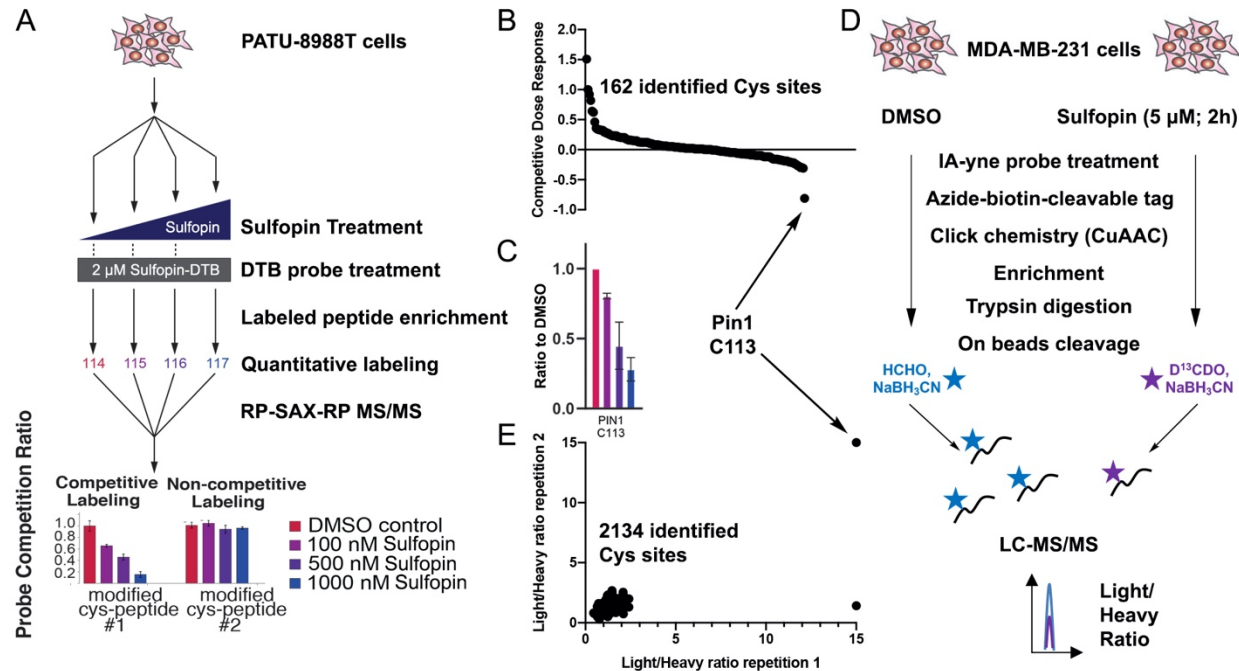 A
PATU-8988T cells
Sulfopin
Sulfopin Treatment
2 μM Sulfopin-DTB
DTB probe treatment
Labeled peptide enrichment
114
115
116
117
Quantitative labeling
RP-SAX-RP MS/MS
Probe Competition Ratio
Competitive
Labeling
Non-competitive
Labeling
1.0
0.8
0.6
0.4
0.2
modified
cys-peptide
#1
modified
cys-peptide
#2
DMSO control
100 nM Sulfopin
500 nM Sulfopin
1000 nM Sulfopin
B
Competitive Dose Response
2.0
1.5
1.0
0.5
0.0
-0.5
-1.0
162 identified Cys sites
C
Ratio to DMSO
1.0
0.5
0.0
PIN1
C113
Pin1
C113
E
Light/Heavy ratio repetition 2
15
10
5
0
2134 identified
Cys sites
0
5
10
15
Light/Heavy ratio repetition 1
D
MDA-MB-231 cells
DMSO
Sulfopin (5 μM; 2h)
IA-yne probe treatment
Azide-biotin-cleavable tag
Click chemistry (CuAAC)
Enrichment
Trypsin digestion
On beads cleavage
HCHO,
NaBH₃CN
D¹³CDO,
NaBH₃CN
LC-MS/MS
Light/
Heavy
Ratio